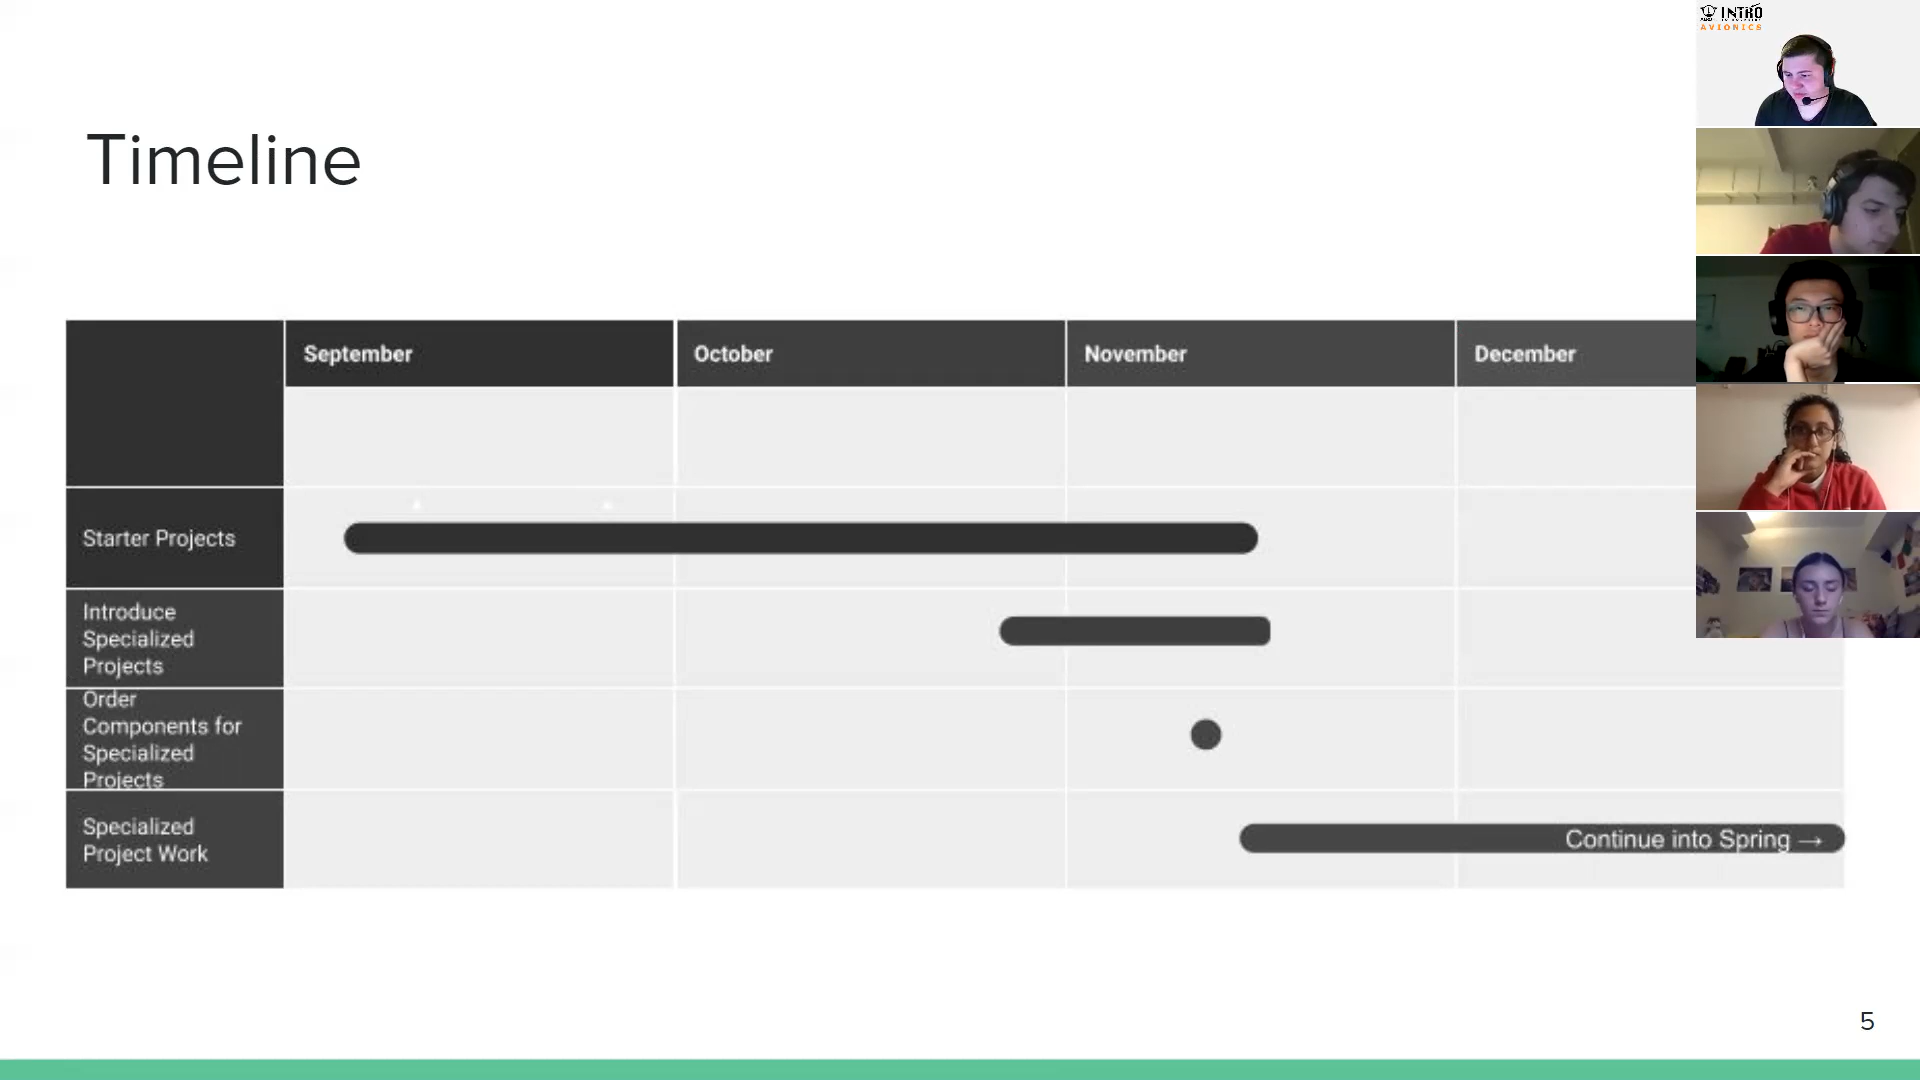 INTRO
AVIONICS
Timeline
September
October
November
December
Starter Projects
Introduce
Specialized
Projects
Order
Components for
Specialized
Projects
Specialized
Project Work
Continue into Spring →
5